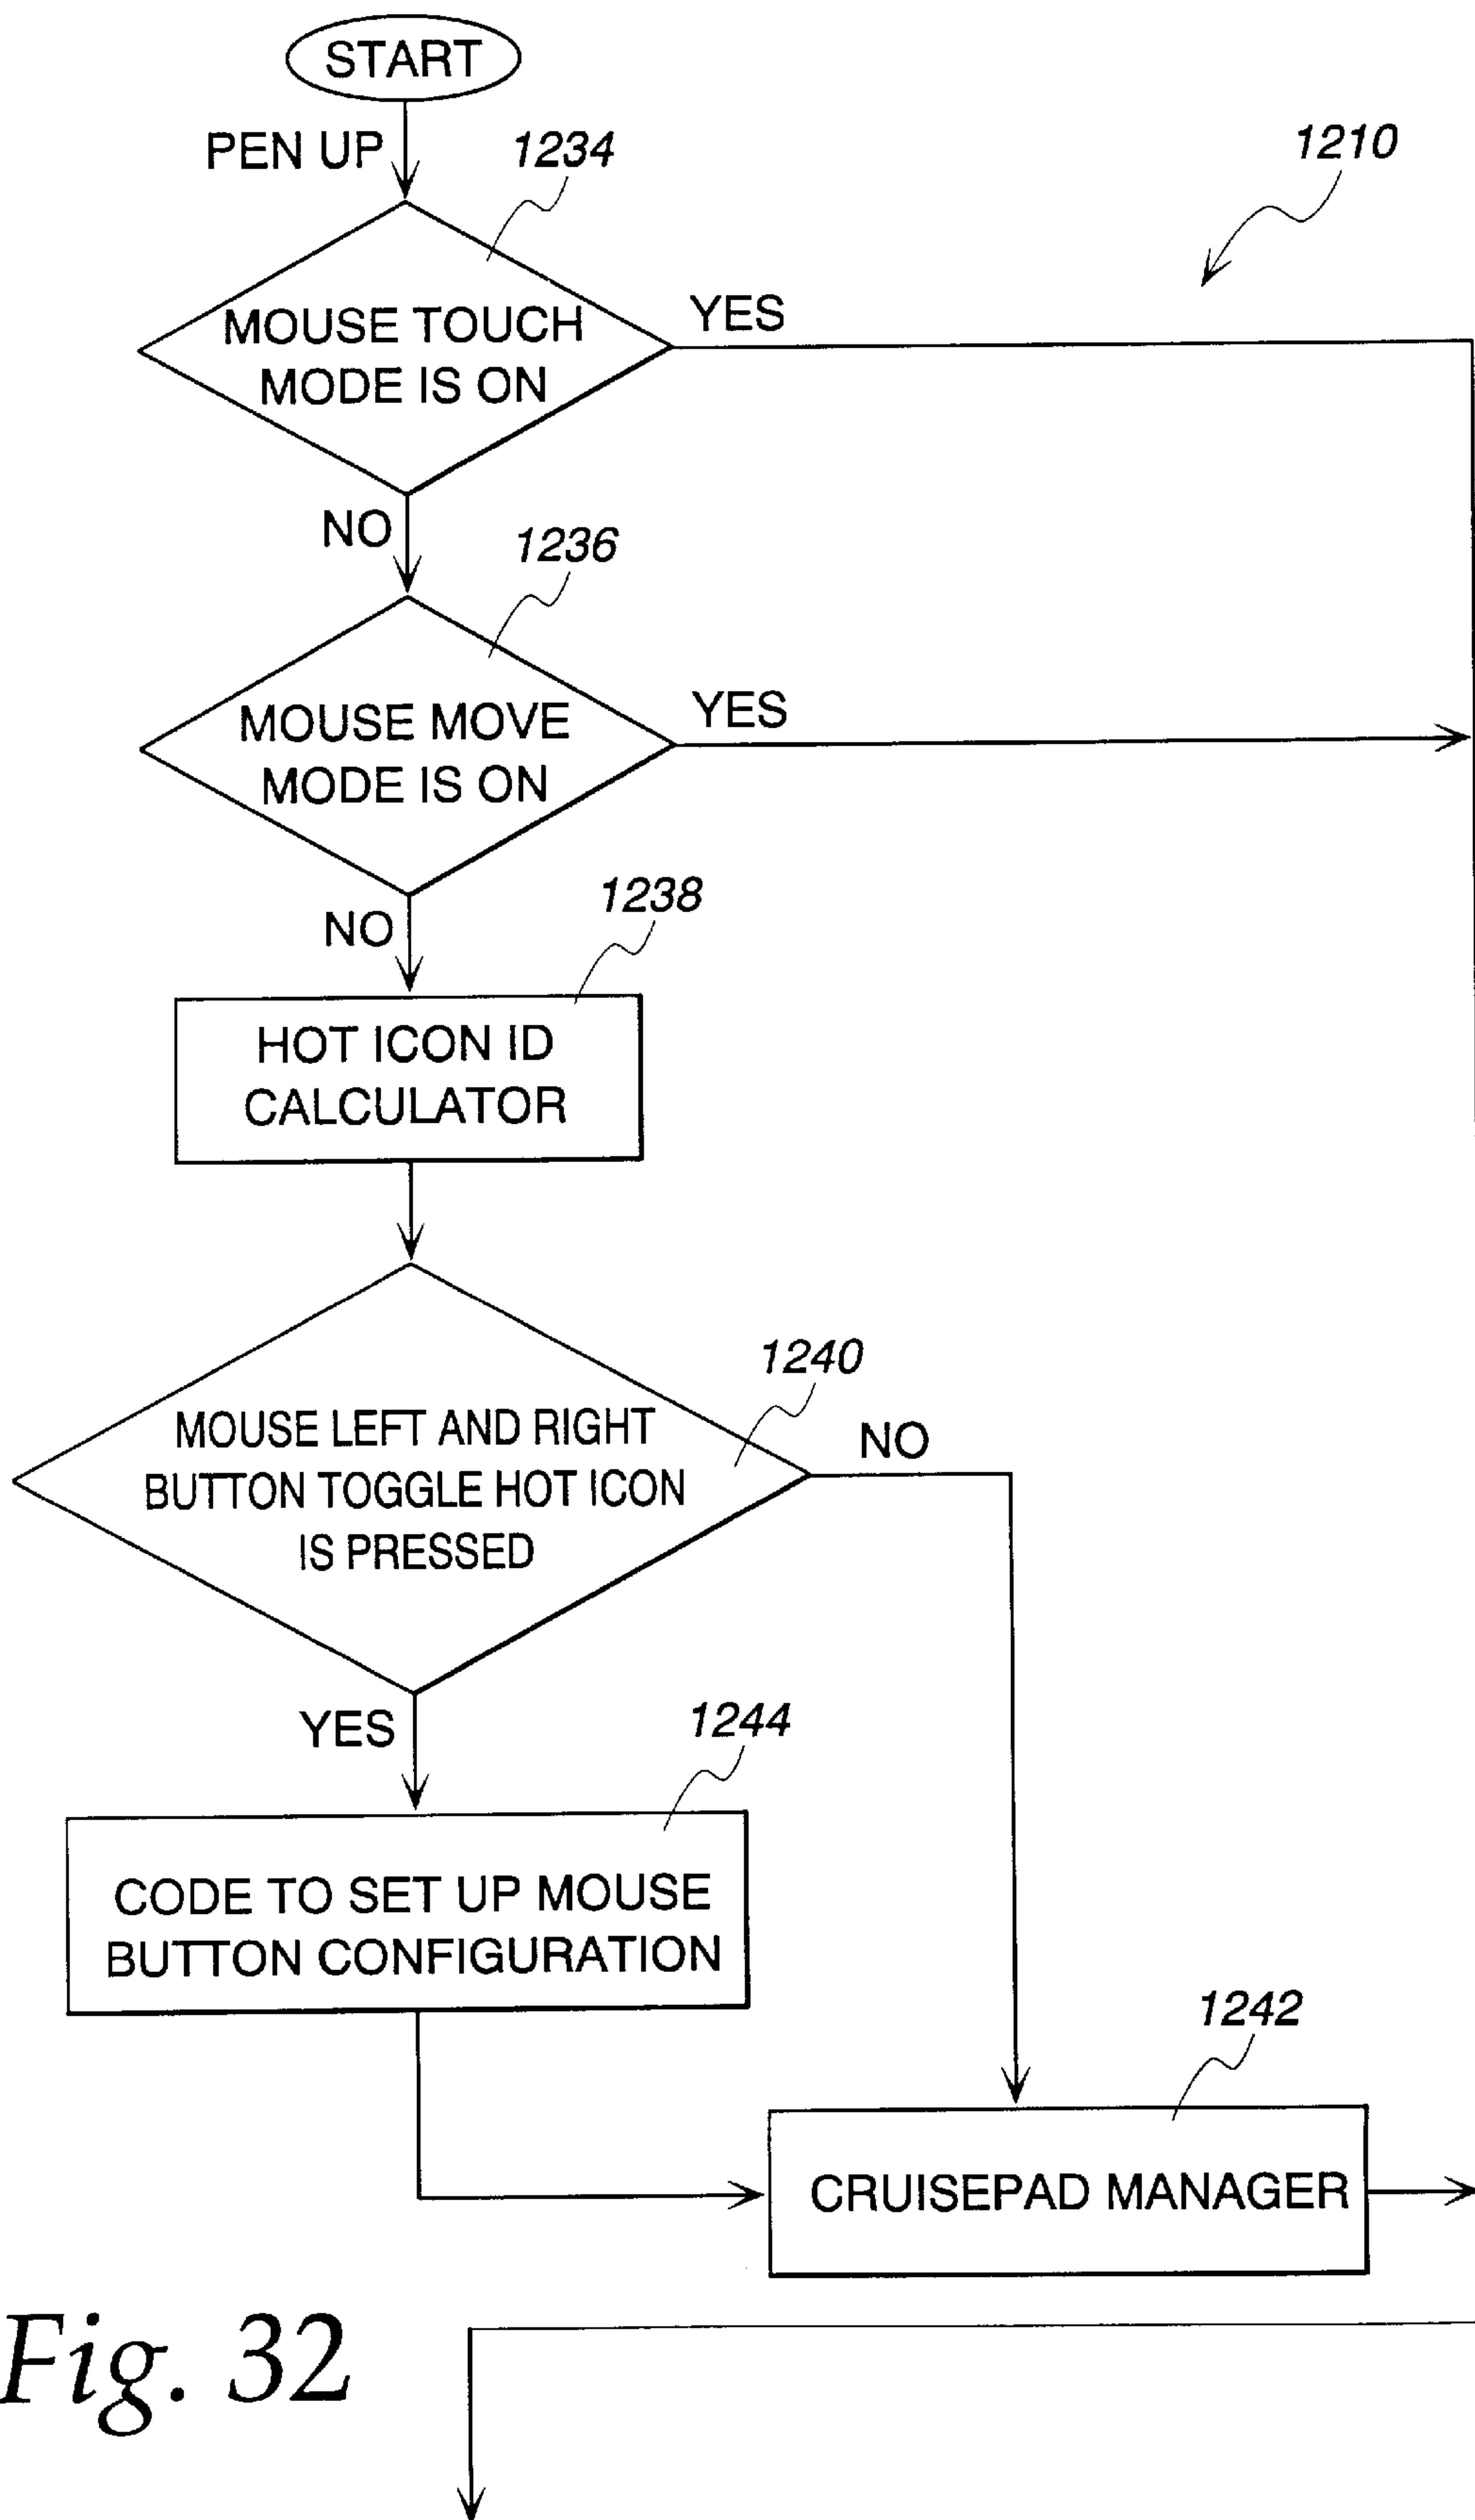 START
PEN UP
1234
1210
MOUSE TOUCH
MODE IS ON
YES
NO
1236
MOUSE MOVE
MODE IS ON
YES
NO
1238
HOT ICON ID
CALCULATOR
1240
MOUSE LEFT AND RIGHT
BUTTON TOGGLE HOT ICON
IS PRESSED
NO
YES
1244
CODE TO SET UP MOUSE
BUTTON CONFIGURATION
1242
CRUISEPAD MANAGER
Fig. 32